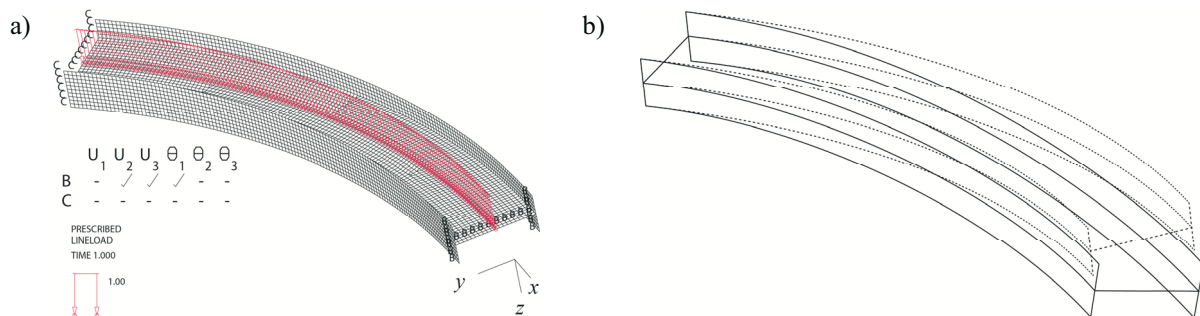 a)
b)
U1 U2 U3 θ1 θ2 θ3
B - ✓ ✓ ✓ - -
C - - - - - -
PRESCRIBED
LINELOAD
TIME 1.000
1.00
y
x
z